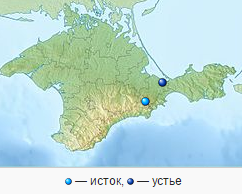 — исток, — устье